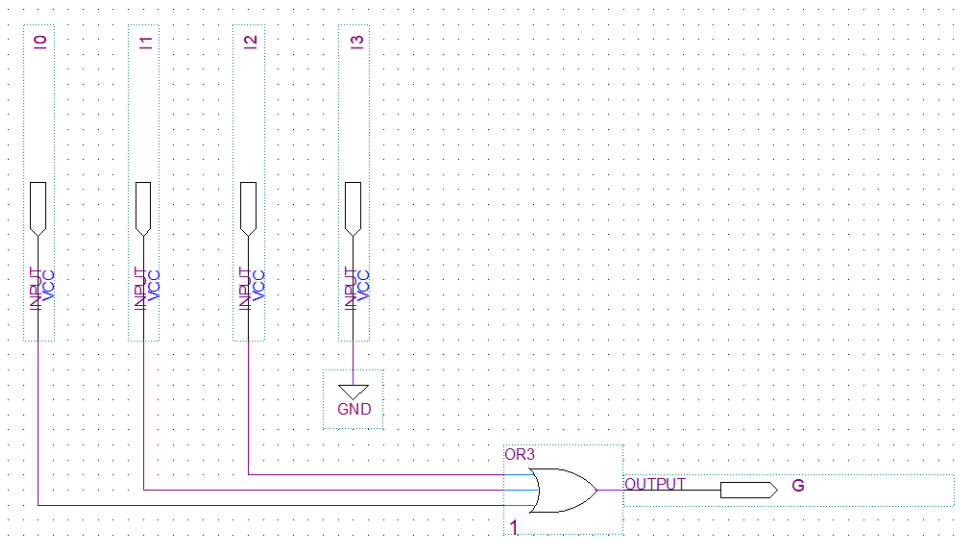 I0
I1
I2
I3
INPUT
VCC
INPUT
VCC
INPUT
VCC
INPUT
VCC
GND
OR3
OUTPUT
G
1